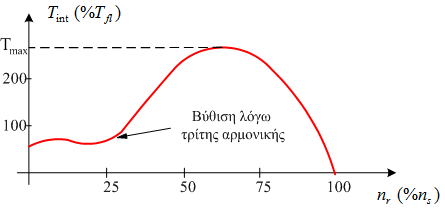 T_int (%T_fl)
T_max
200
100
Βύθιση λόγω
τρίτης αρμονικής
25
50
75
100
n_r (%n_s)